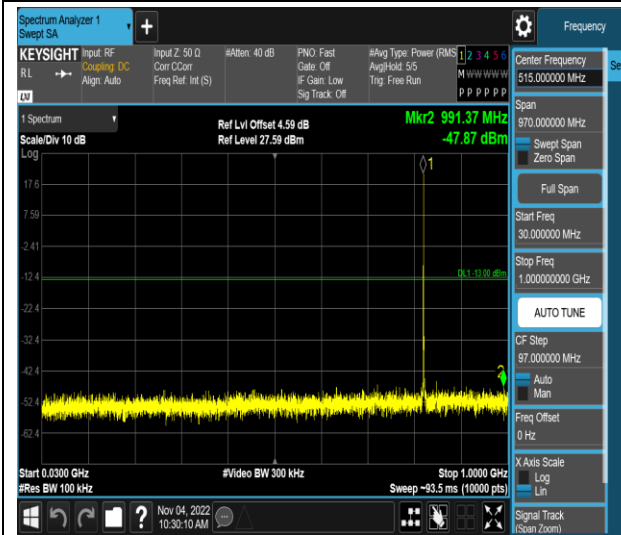 Spectrum Analyzer 1
Swept SA
+
Frequency
KEYSIGHT
RL
LXI
Input: RF
Coupling: DC
Align: Auto
Input Z: 50 Ω
Corr CCorr
Freq Ref: Int (S)
#Atten: 40 dB
PNO: Fast
Gate: Off
IF Gain: Low
Sig Track: Off
#Avg Type: Power (RMS
Avg|Hold: 5/5
Trig: Free Run
1 2 3 4 5 6
M W W W W W
P P P P P P
1 Spectrum
Scale/Div 10 dB
Ref Lvl Offset 4.59 dB
Ref Level 27.59 dBm
Mkr2 991.37 MHz
-47.87 dBm
Log
17.6
7.59
-2.41
-12.4
-22.4
-32.4
-42.4
-52.4
-62.4
1
DL1 -13.00 dBm
2
Start 0.0300 GHz
#Res BW 100 kHz
#Video BW 300 kHz
Stop 1.0000 GHz
Sweep ~93.5 ms (10000 pts)
Nov 04, 2022
10:30:10 AM
?
Center Frequency
515.000000 MHz
Span
970.000000 MHz
Swept Span
Zero Span
Full Span
Start Freq
30.000000 MHz
Stop Freq
1.000000000 GHz
AUTO TUNE
CF Step
97.000000 MHz
Auto
Man
Freq Offset
0 Hz
X Axis Scale
Log
Lin
Signal Track
(Span Zoom)
Se